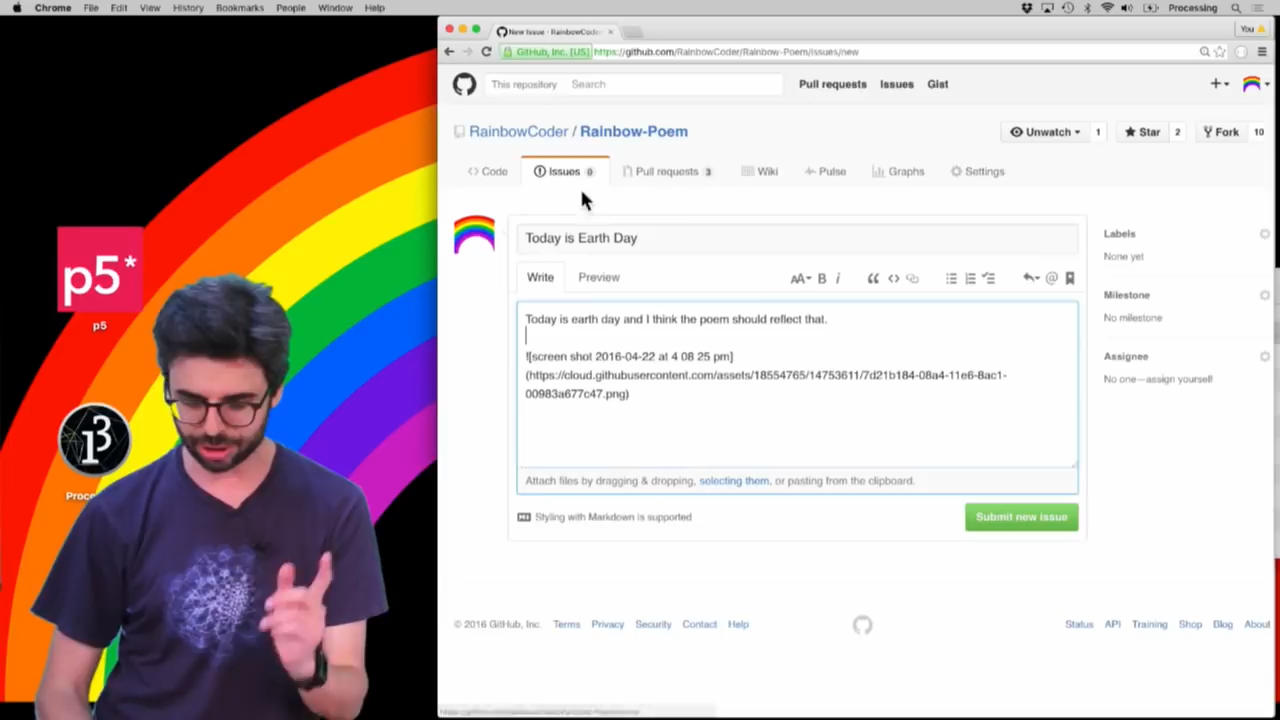 Chrome File Edit View History Bookmarks People Window Help Processing
New Issue · RainbowCoder
You
GitHub, Inc. [US] https://github.com/RainbowCoder/Rainbow-Poem/issues/new
This repository Search Pull requests Issues Gist
RainbowCoder / Rainbow-Poem Unwatch 1 Star 2 Fork 10
Code Issues 0 Pull requests 3 Wiki Pulse Graphs Settings
Today is Earth Day
Labels
None yet
Write Preview AA B i
Milestone
No milestone
Today is earth day and I think the poem should reflect that.
![screen shot 2016-04-22 at 4 08 25 pm]
(https://cloud.githubusercontent.com/assets/18554765/14753611/7d21b184-08a4-11e6-8ac1-
00983a677c47.png)
Assignee
No one—assign yourself
Attach files by dragging & dropping, selecting them, or pasting from the clipboard.
Styling with Markdown is supported Submit new issue
© 2016 GitHub, Inc. Terms Privacy Security Contact Help Status API Training Shop Blog About
p5*
p5
i3
Proce